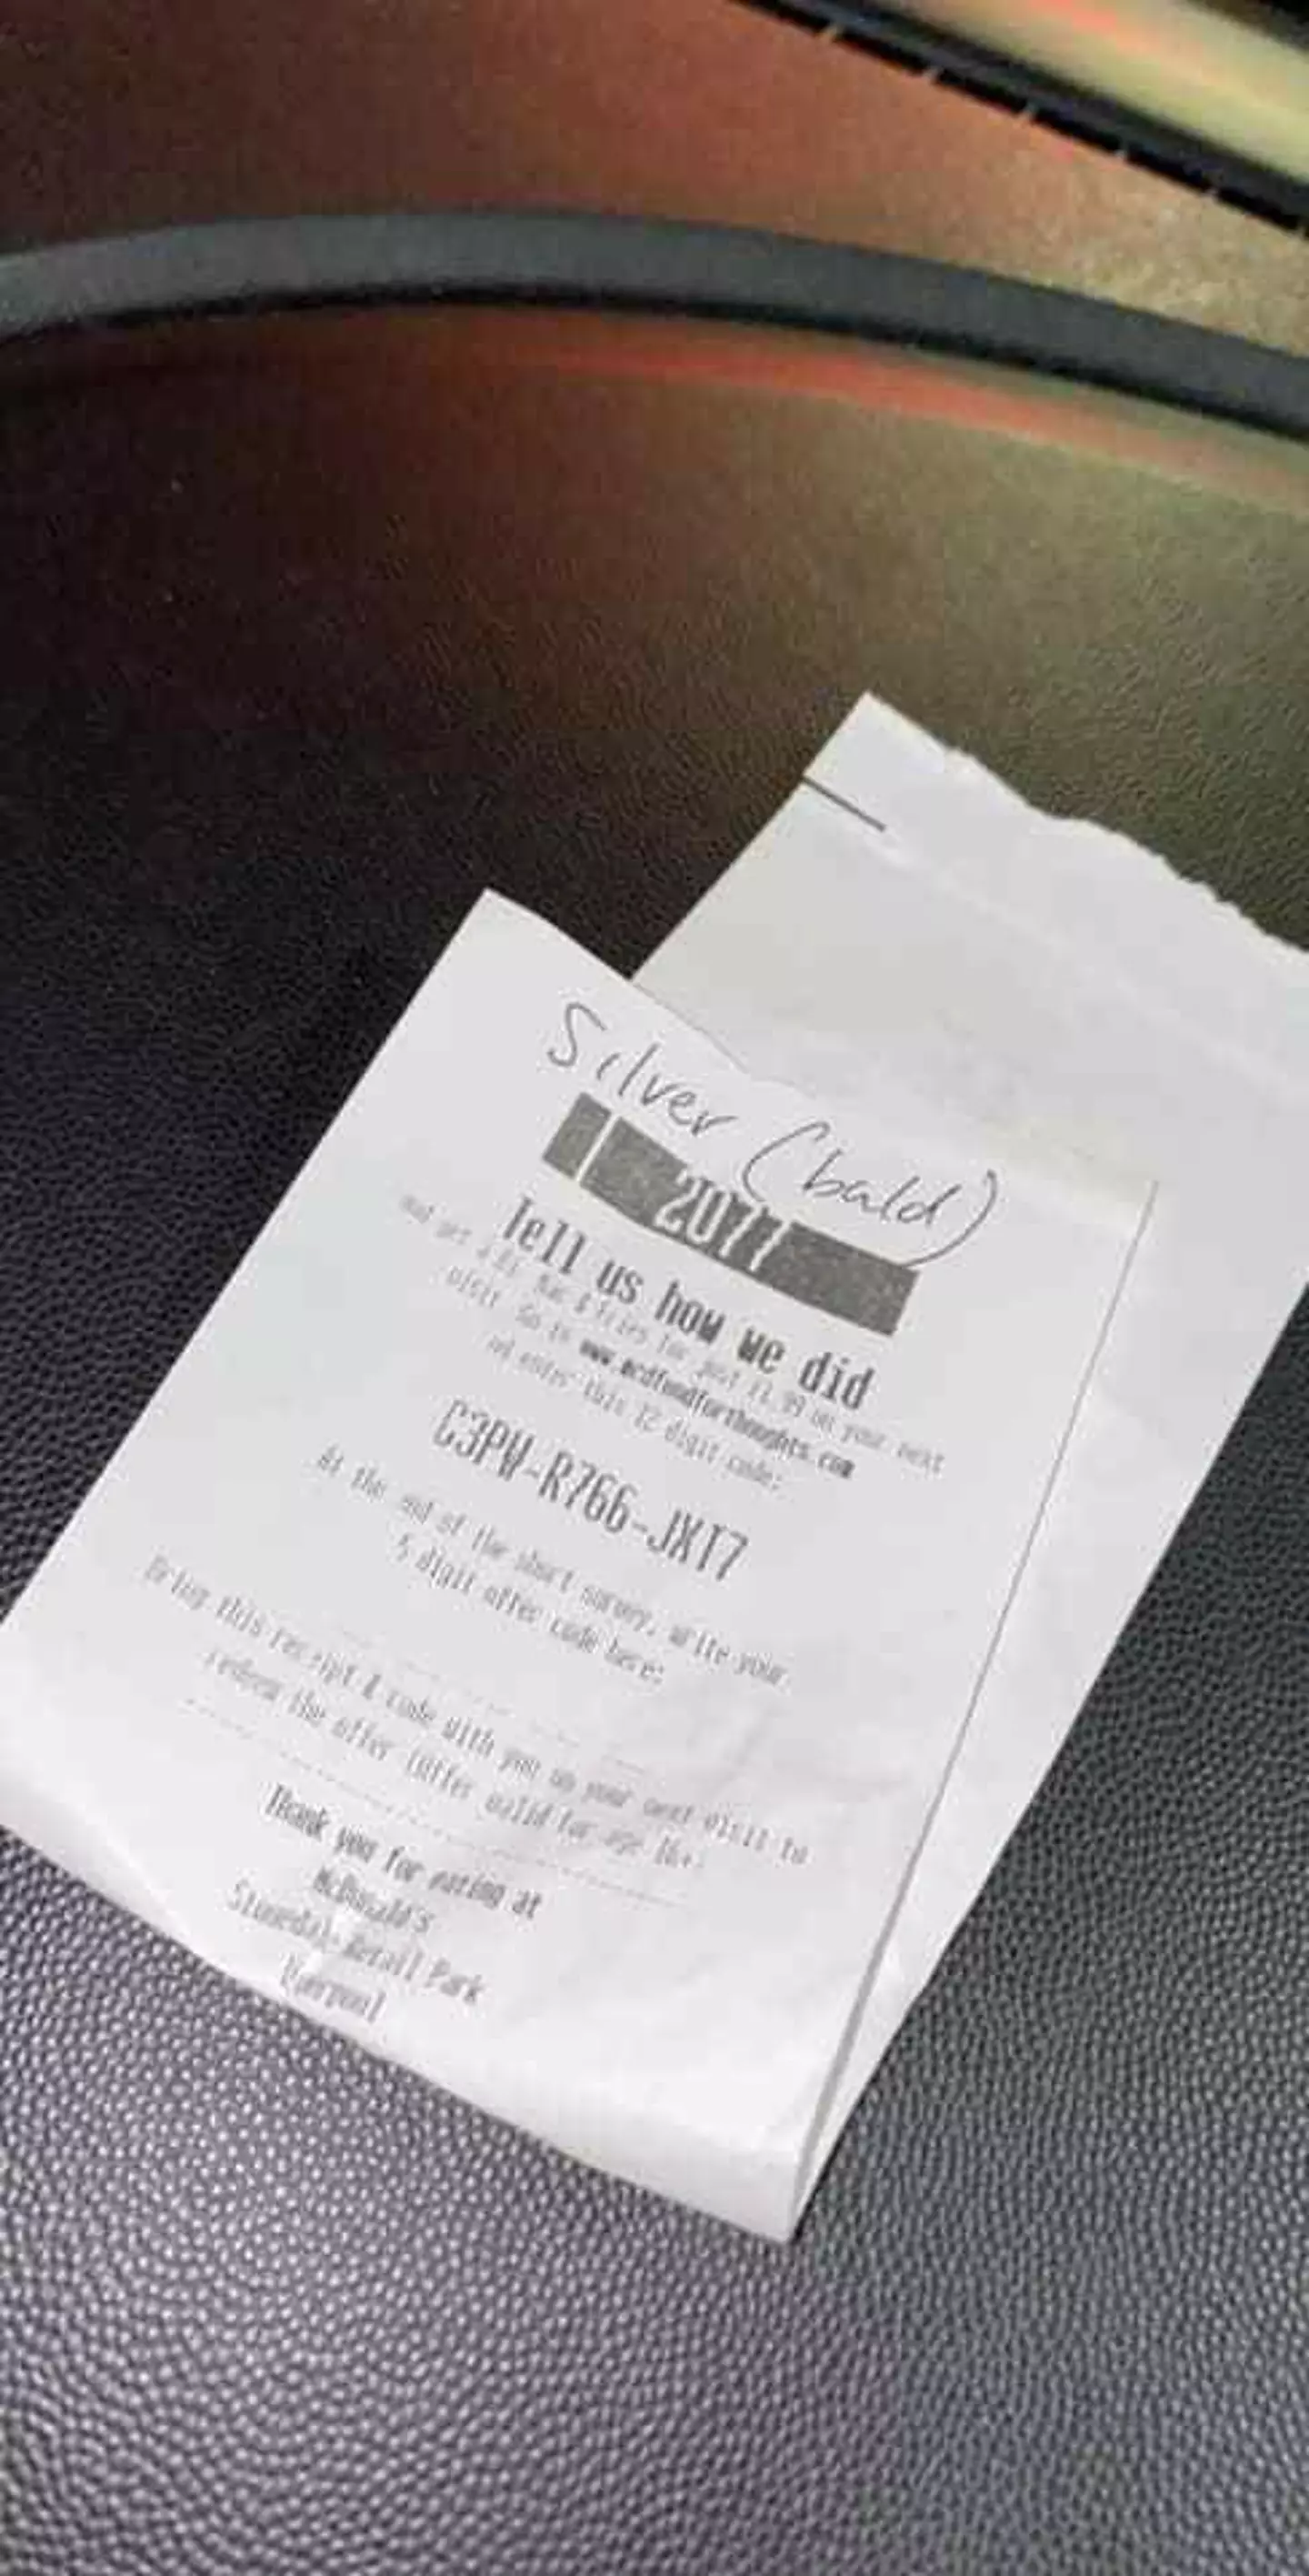 Silver (bald)
2077
Tell us how we did
and get a Big Mac & Fries for just £1.99 on your next
visit. Go to www.mcdfoodforthoughts.com
and enter this 12 digit code:
C3PW-R766-JXT7
At the end of the short survey, write your
5 digit offer code here:
Bring this receipt & code with you on your next visit to
redeem the offer (offer valid for age 16+)
Thank you for eating at
McDonald's
Retail Park
Liverpool